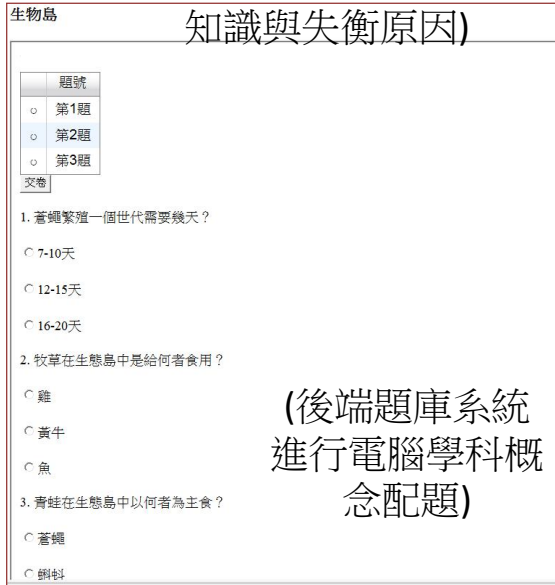 生物島
知識與失衡原因)
題號
第1題
第2題
第3題
交卷
1. 蒼蠅繁殖一個世代需要幾天？
7-10天
12-15天
16-20天
2. 牧草在生態島中是給何者食用？
雞
黃牛
魚
3. 青蛙在生態島中以何者為主食？
蒼蠅
蝌蚪
(後端題庫系統
進行電腦學科概
念配題)